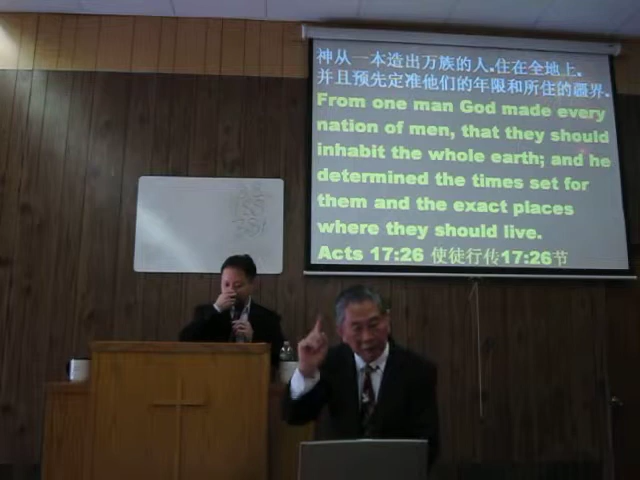 神从一本造出万族的人.住在全地上.
并且预先定准他们的年限和所住的疆界.
From one man God made every
nation of men, that they should
inhabit the whole earth; and he
determined the times set for
them and the exact places
where they should live.
Acts 17:26 使徒行传17:26节